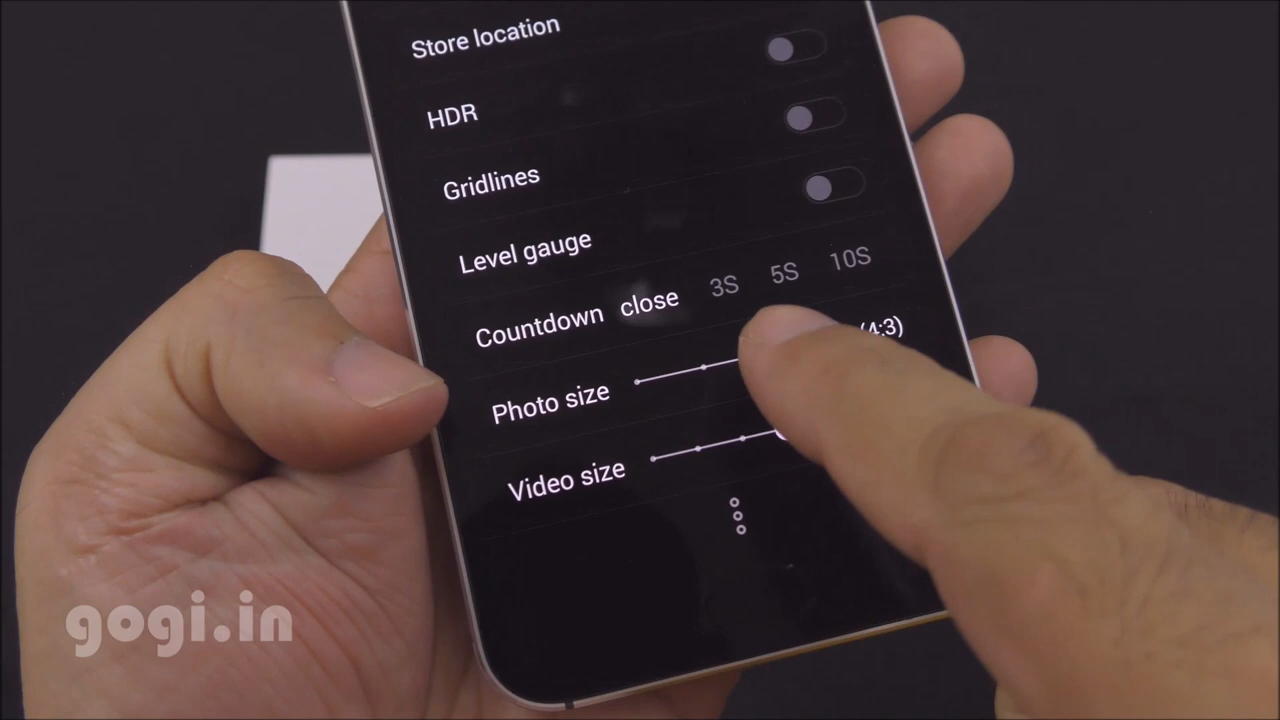 Store location
HDR
Gridlines
Level gauge
Countdown close 3S 5S 10S
Photo size (4:3)
Video size
gogi.in